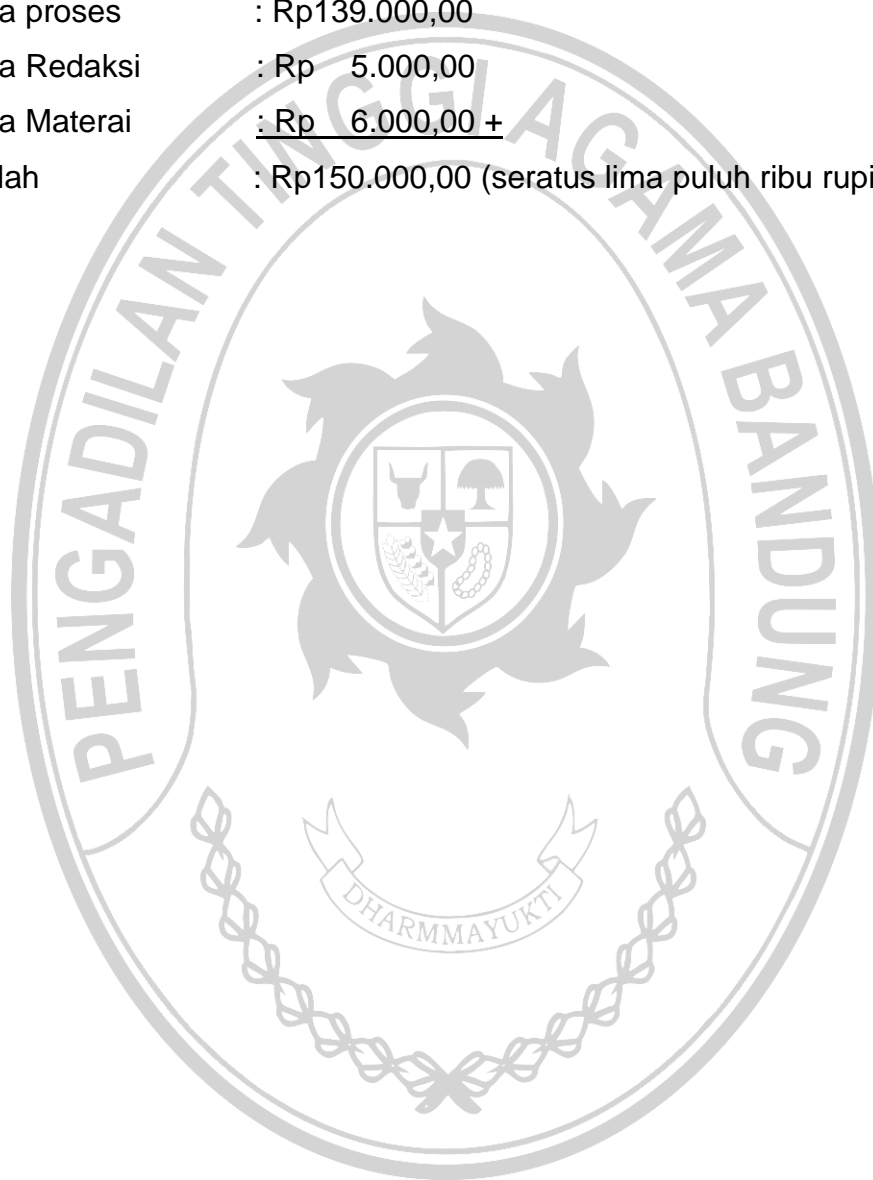 a proses : Rp139.000,00
a Redaksi : Rp 5.000,00
a Materai : Rp 6.000,00 +
lah : Rp150.000,00 (seratus lima puluh ribu rupi
PENGADILAN TINGGI AGAMA BANDUNG
DHARMMAYUKTI